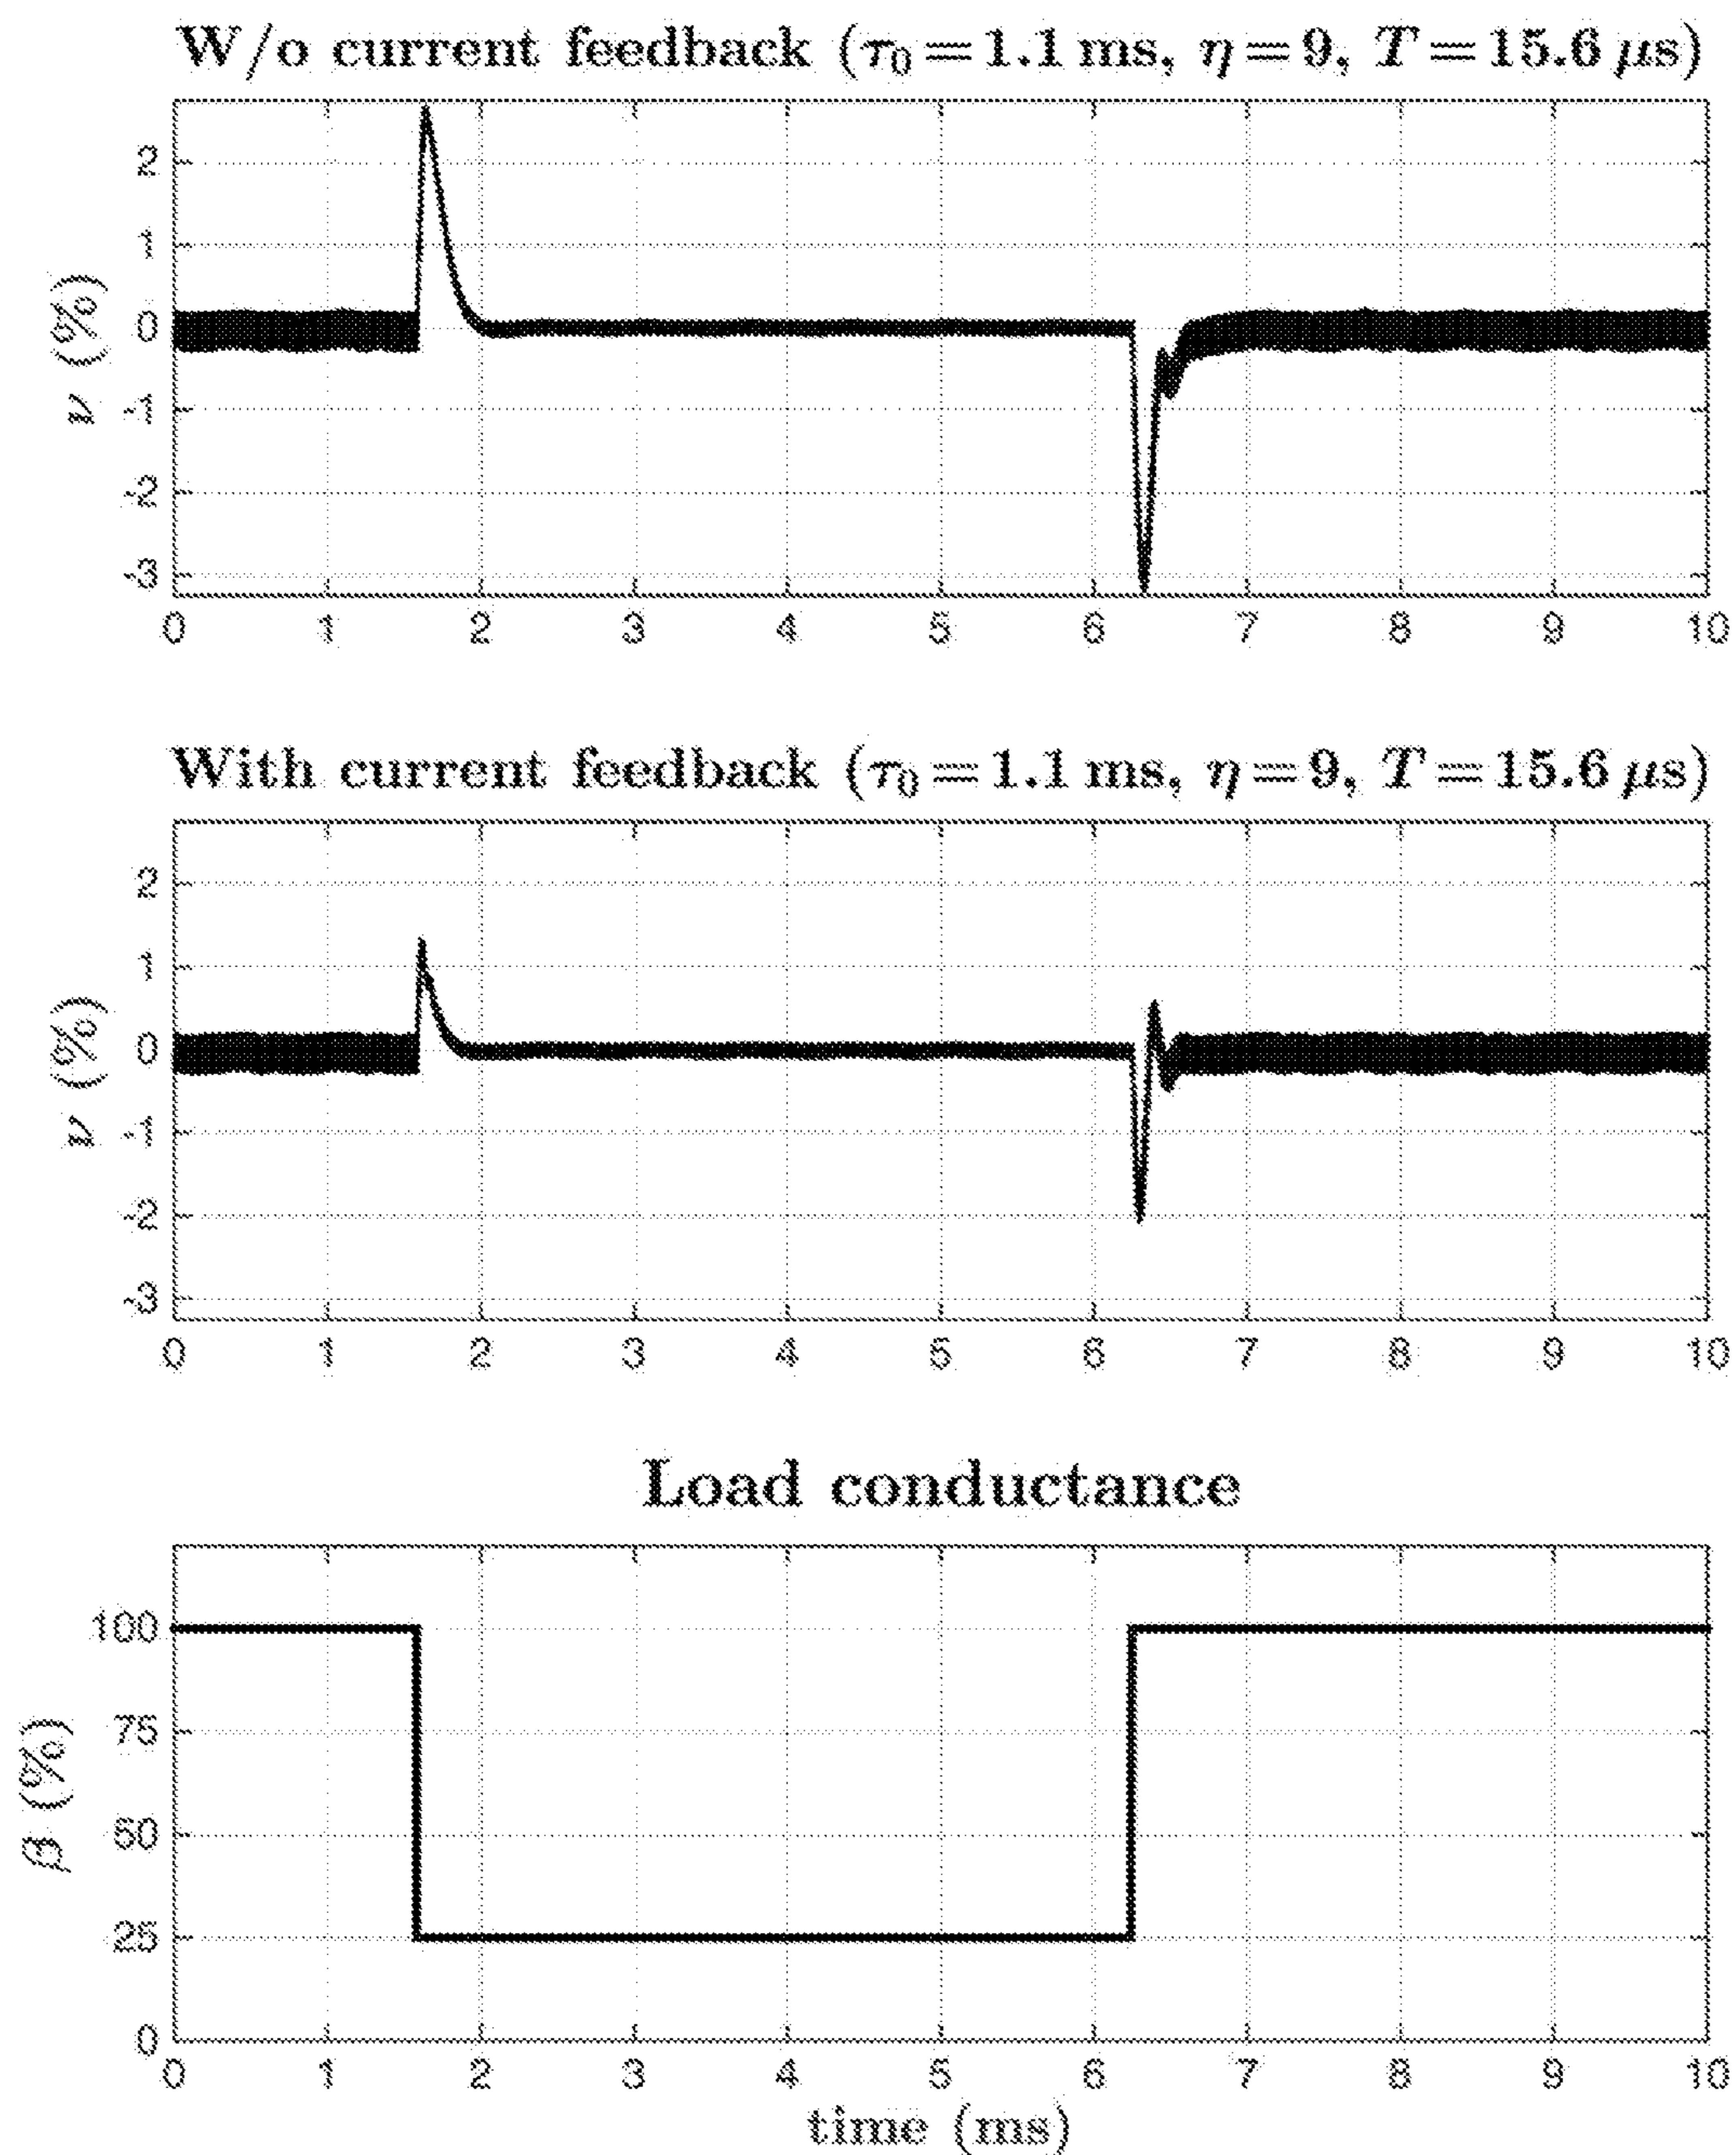 W/o current feedback (τ₀ = 1.1 ms, η = 9, T = 15.6 μs)
2
1
0
-1
-2
-3
ν (%)
0 1 2 3 4 5 6 7 8 9 10
With current feedback (τ₀ = 1.1 ms, η = 9, T = 15.6 μs)
2
1
0
-1
-2
-3
ν (%)
0 1 2 3 4 5 6 7 8 9 10
Load conductance
100
75
50
25
0
β (%)
0 1 2 3 4 5 6 7 8 9 10
time (ms)